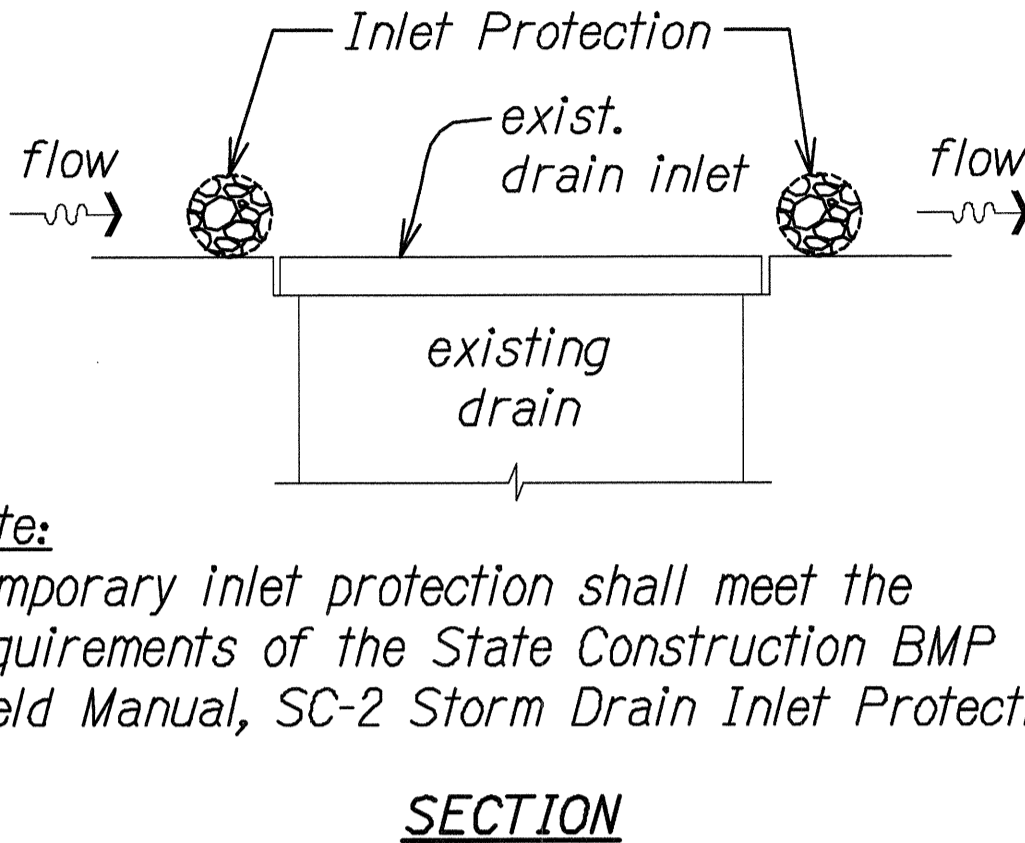 Inlet Protection
exist.
drain inlet
flow
flow
existing
drain
te:
mporary inlet protection shall meet the
quirements of the State Construction BMP
eld Manual, SC-2 Storm Drain Inlet Protect
SECTION